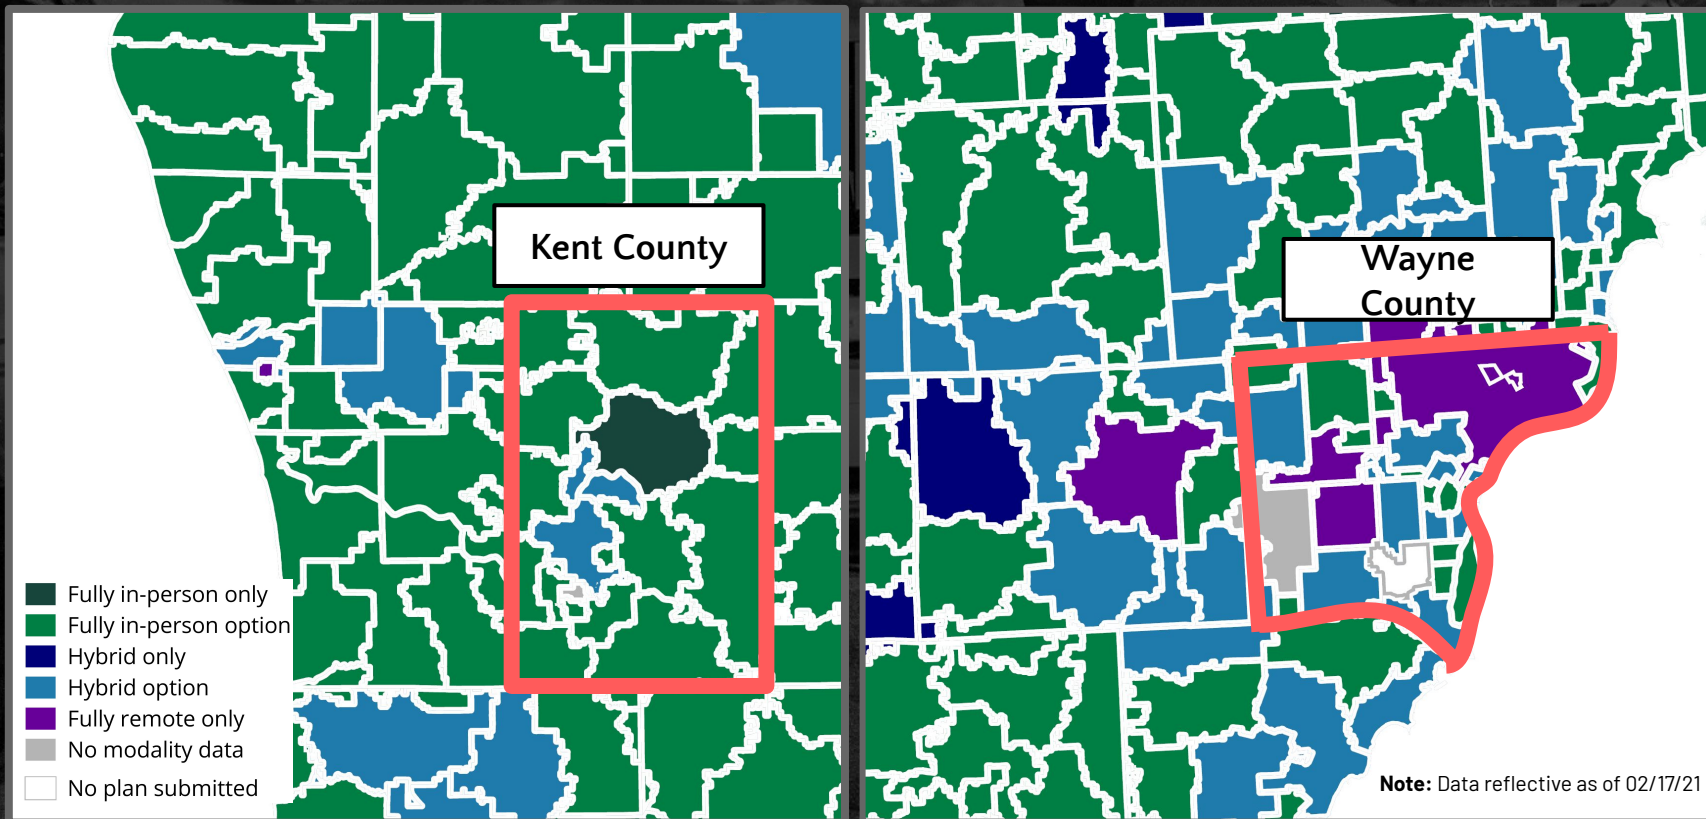 Kent County
Wayne
County
Fully in-person only
Fully in-person option
Hybrid only
Hybrid option
Fully remote only
No modality data
No plan submitted
Note: Data reflective as of 02/17/21